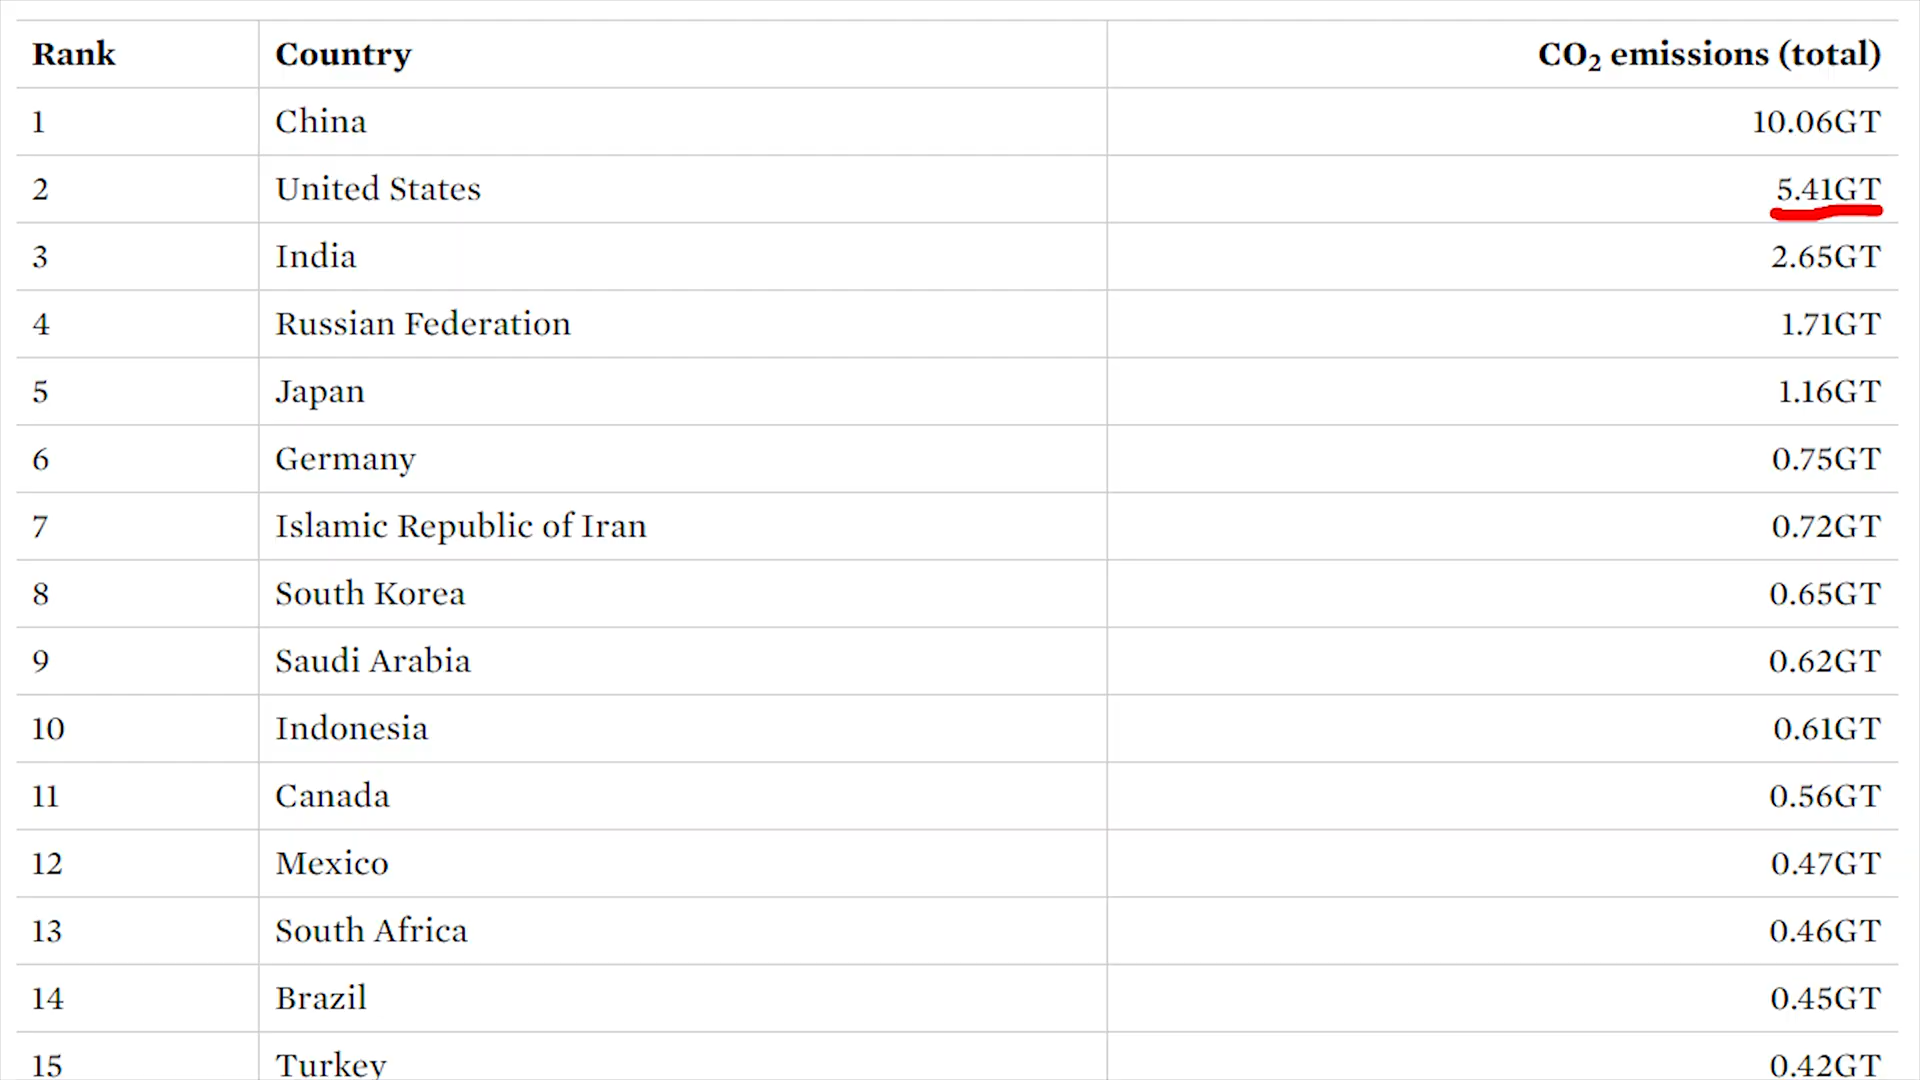 Rank Country CO₂ emissions (total)
1 China 10.06GT
2 United States 5.41GT
3 India 2.65GT
4 Russian Federation 1.71GT
5 Japan 1.16GT
6 Germany 0.75GT
7 Islamic Republic of Iran 0.72GT
8 South Korea 0.65GT
9 Saudi Arabia 0.62GT
10 Indonesia 0.61GT
11 Canada 0.56GT
12 Mexico 0.47GT
13 South Africa 0.46GT
14 Brazil 0.45GT
15 Turkey 0.42GT